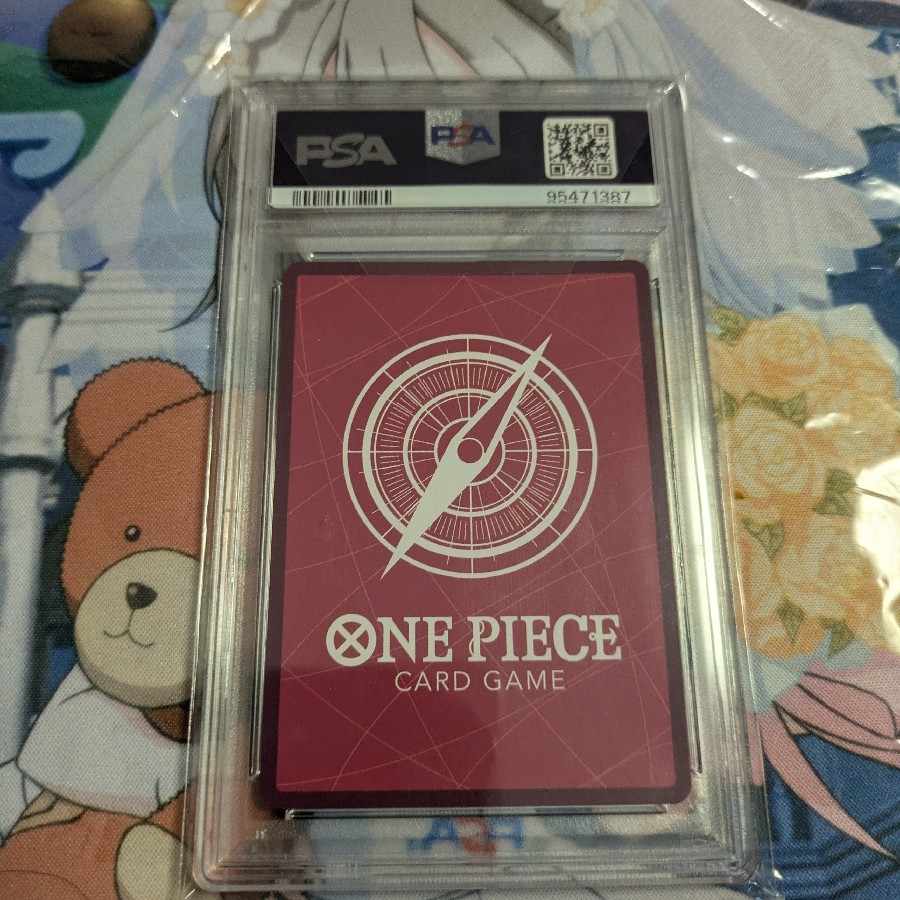 PSA
PSA
95471387
ONE PIECE
CARD GAME